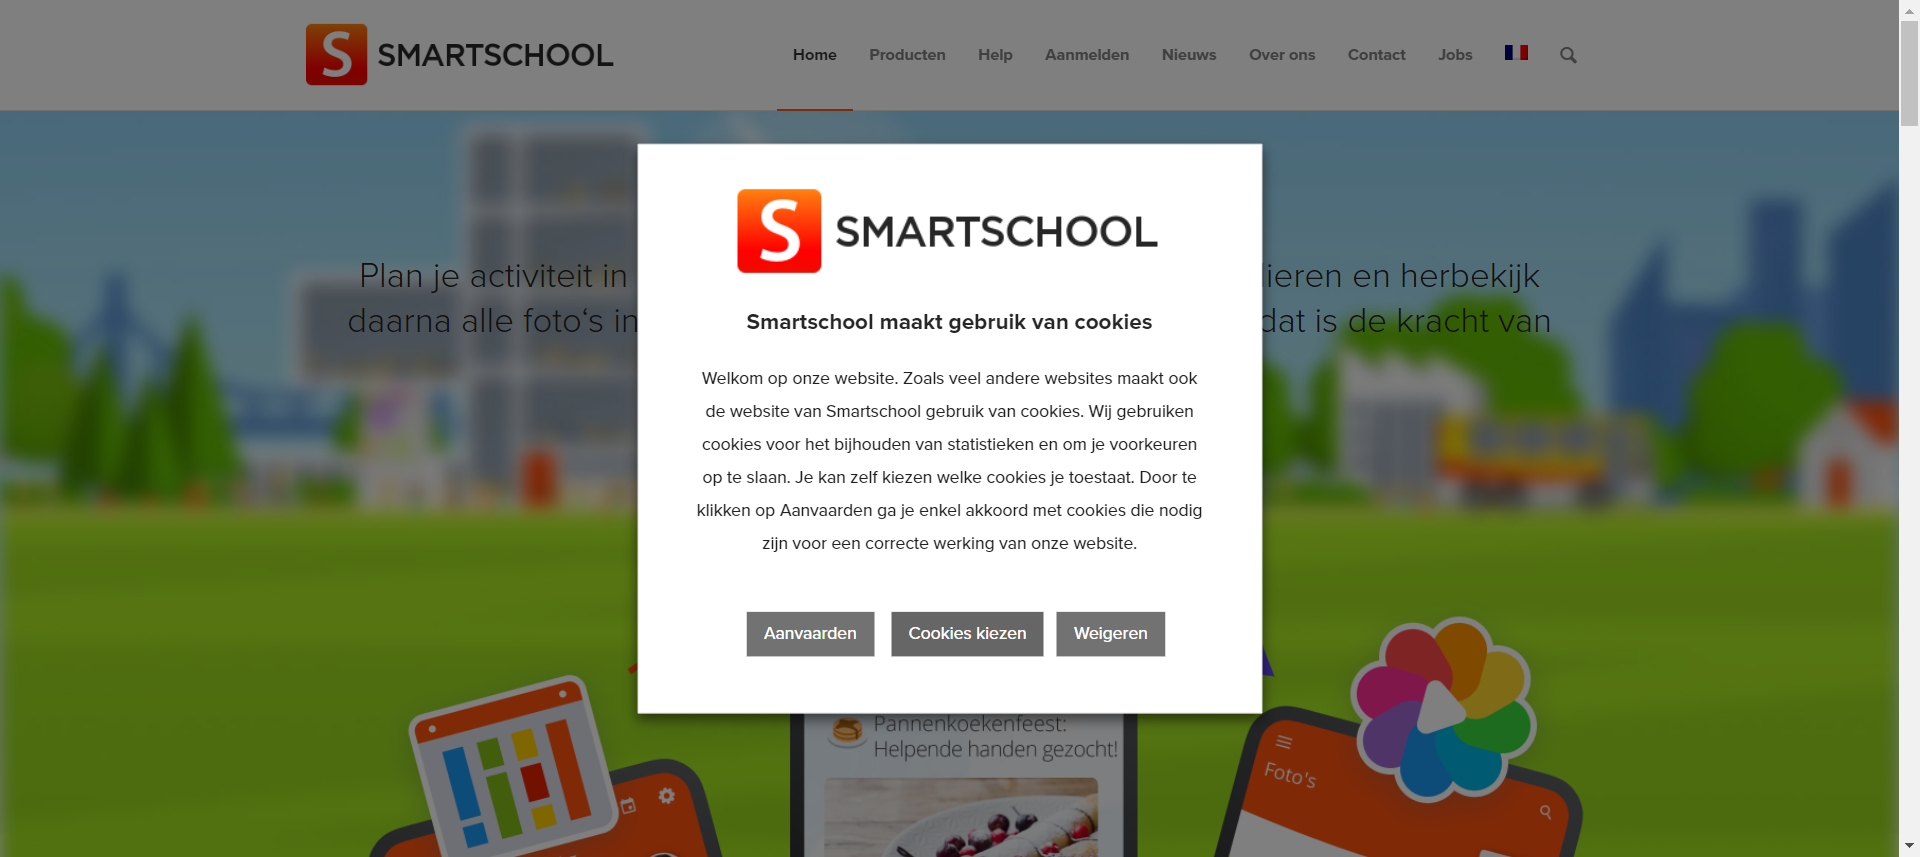 SMARTSCHOOL
Home Producten Help Aanmelden Nieuws Over ons Contact Jobs
Plan je activiteit in
ieren en herbekijk
daarna alle foto‘s in
dat is de kracht van
SMARTSCHOOL
Smartschool maakt gebruik van cookies
Welkom op onze website. Zoals veel andere websites maakt ook
de website van Smartschool gebruik van cookies. Wij gebruiken
cookies voor het bijhouden van statistieken en om je voorkeuren
op te slaan. Je kan zelf kiezen welke cookies je toestaat. Door te
klikken op Aanvaarden ga je enkel akkoord met cookies die nodig
zijn voor een correcte werking van onze website.
Aanvaarden Cookies kiezen Weigeren
Pannenkoekenfeest:
Helpende handen gezocht!
Foto's